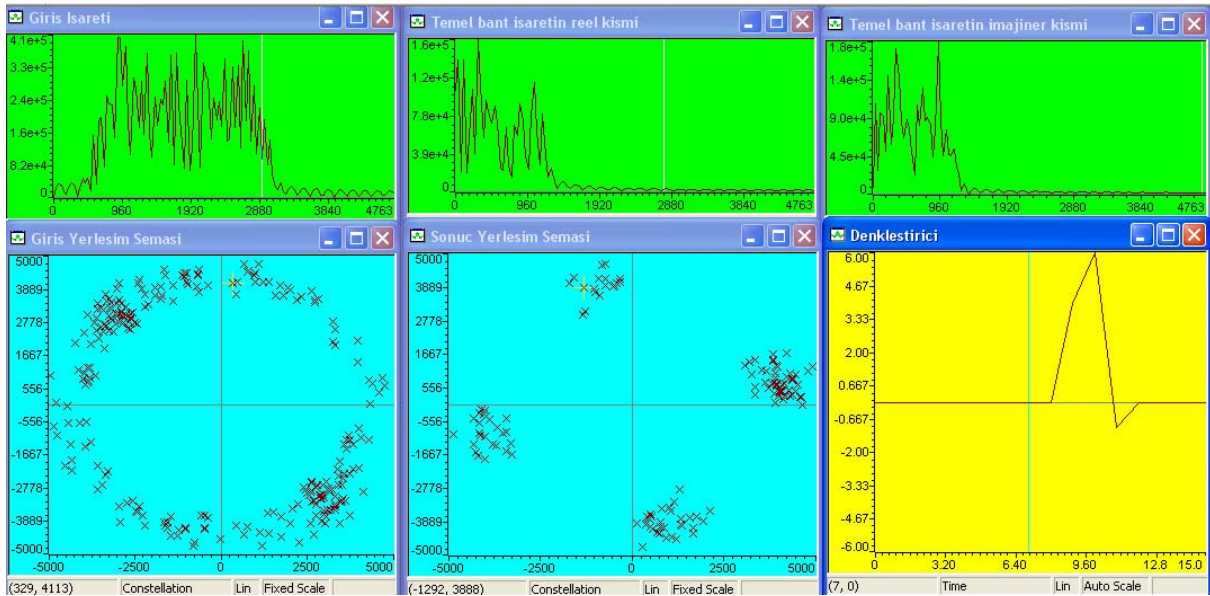 Giris Isareti
4.1e+5
3.3e+5
2.4e+5
1.6e+5
8.2e+4
0
0 960 1920 2880 3840 4763
Temel bant isaretin reel kismi
1.6e+5
1.2e+5
7.8e+4
3.9e+4
0
0 960 1920 2880 3840 4763
Temel bant isaretin imajiner kismi
1.8e+5
1.4e+5
9.0e+4
4.5e+4
0
0 960 1920 2880 3840 4763
Giris Yerlesim Semasi
5000
3889
2778
1667
556
-556
-1667
-2778
-3889
-5000
-5000 -2500 0 2500 5000
(329, 4113) Constellation Lin Fixed Scale
Sonuc Yerlesim Semasi
5000
3889
2778
1667
556
-556
-1667
-2778
-3889
-5000
-5000 -2500 0 2500 5000
(-1292, 3888) Constellation Lin Fixed Scale
Denklestirici
6.00
4.67
3.33
2.00
0.667
-0.667
-2.00
-3.33
-4.67
-6.00
0 3.20 6.40 9.60 12.8 15.0
(7, 0) Time Lin Auto Scale